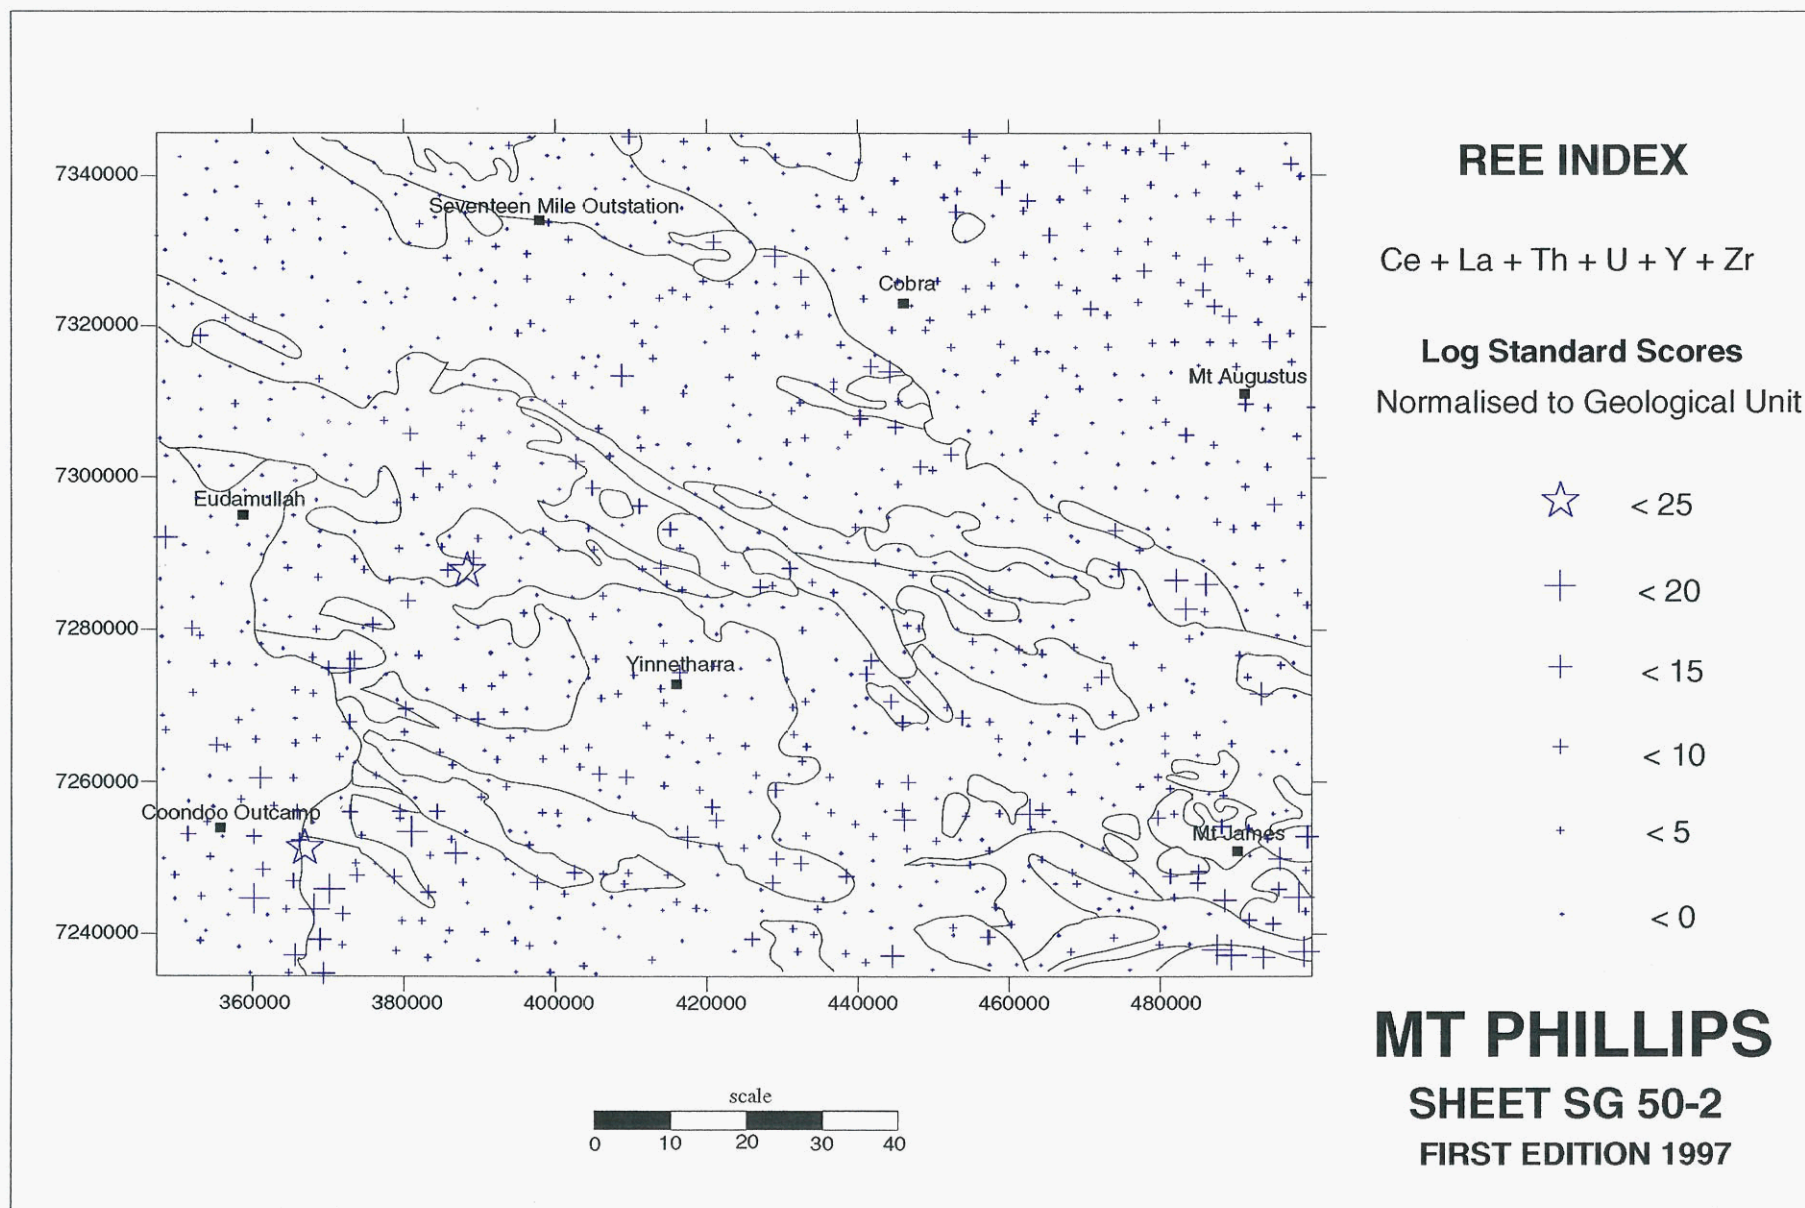 REE INDEX
Ce + La + Th + U + Y + Zr
Log Standard Scores
Normalised to Geological Unit
< 25
< 20
< 15
< 10
< 5
< 0
7340000
7320000
7300000
7280000
7260000
7240000
Seventeen Mile Outstation
Cobra
Mt Augustus
Eudamullah
Yinnetharra
Coondoo Outcamp
Mt James
360000
380000
400000
420000
440000
460000
480000
scale
0
10
20
30
40
MT PHILLIPS
SHEET SG 50-2
FIRST EDITION 1997